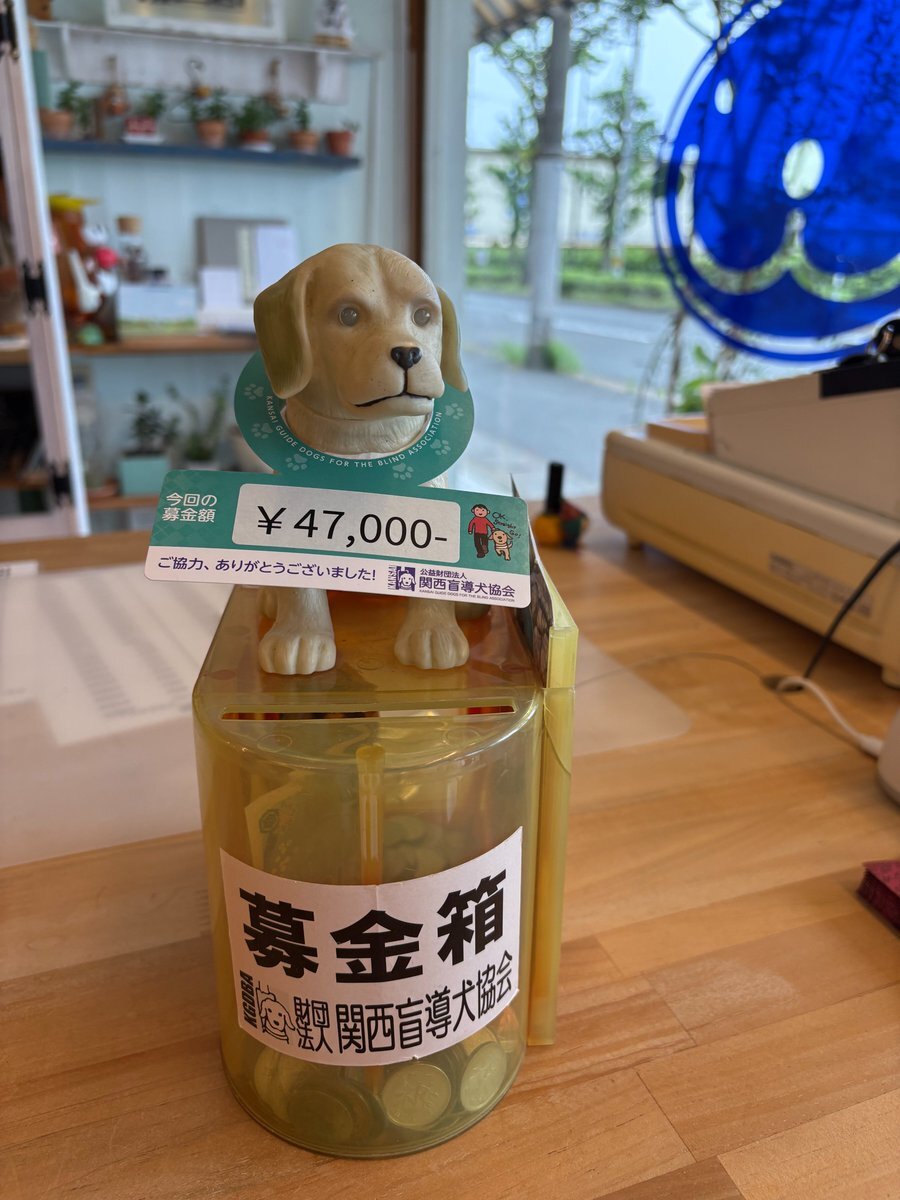 KANSAI GUIDE DOGS FOR THE BLIND ASSOCIATION
今回の
募金額
￥47,000-
OK,
ご協力、ありがとうございました!
公益財団法人
関西盲導犬協会
KANSAI GUIDE DOGS FOR THE BLIND ASSOCIATION
募金箱
KGDBA
財団
法人
関西盲導犬協会